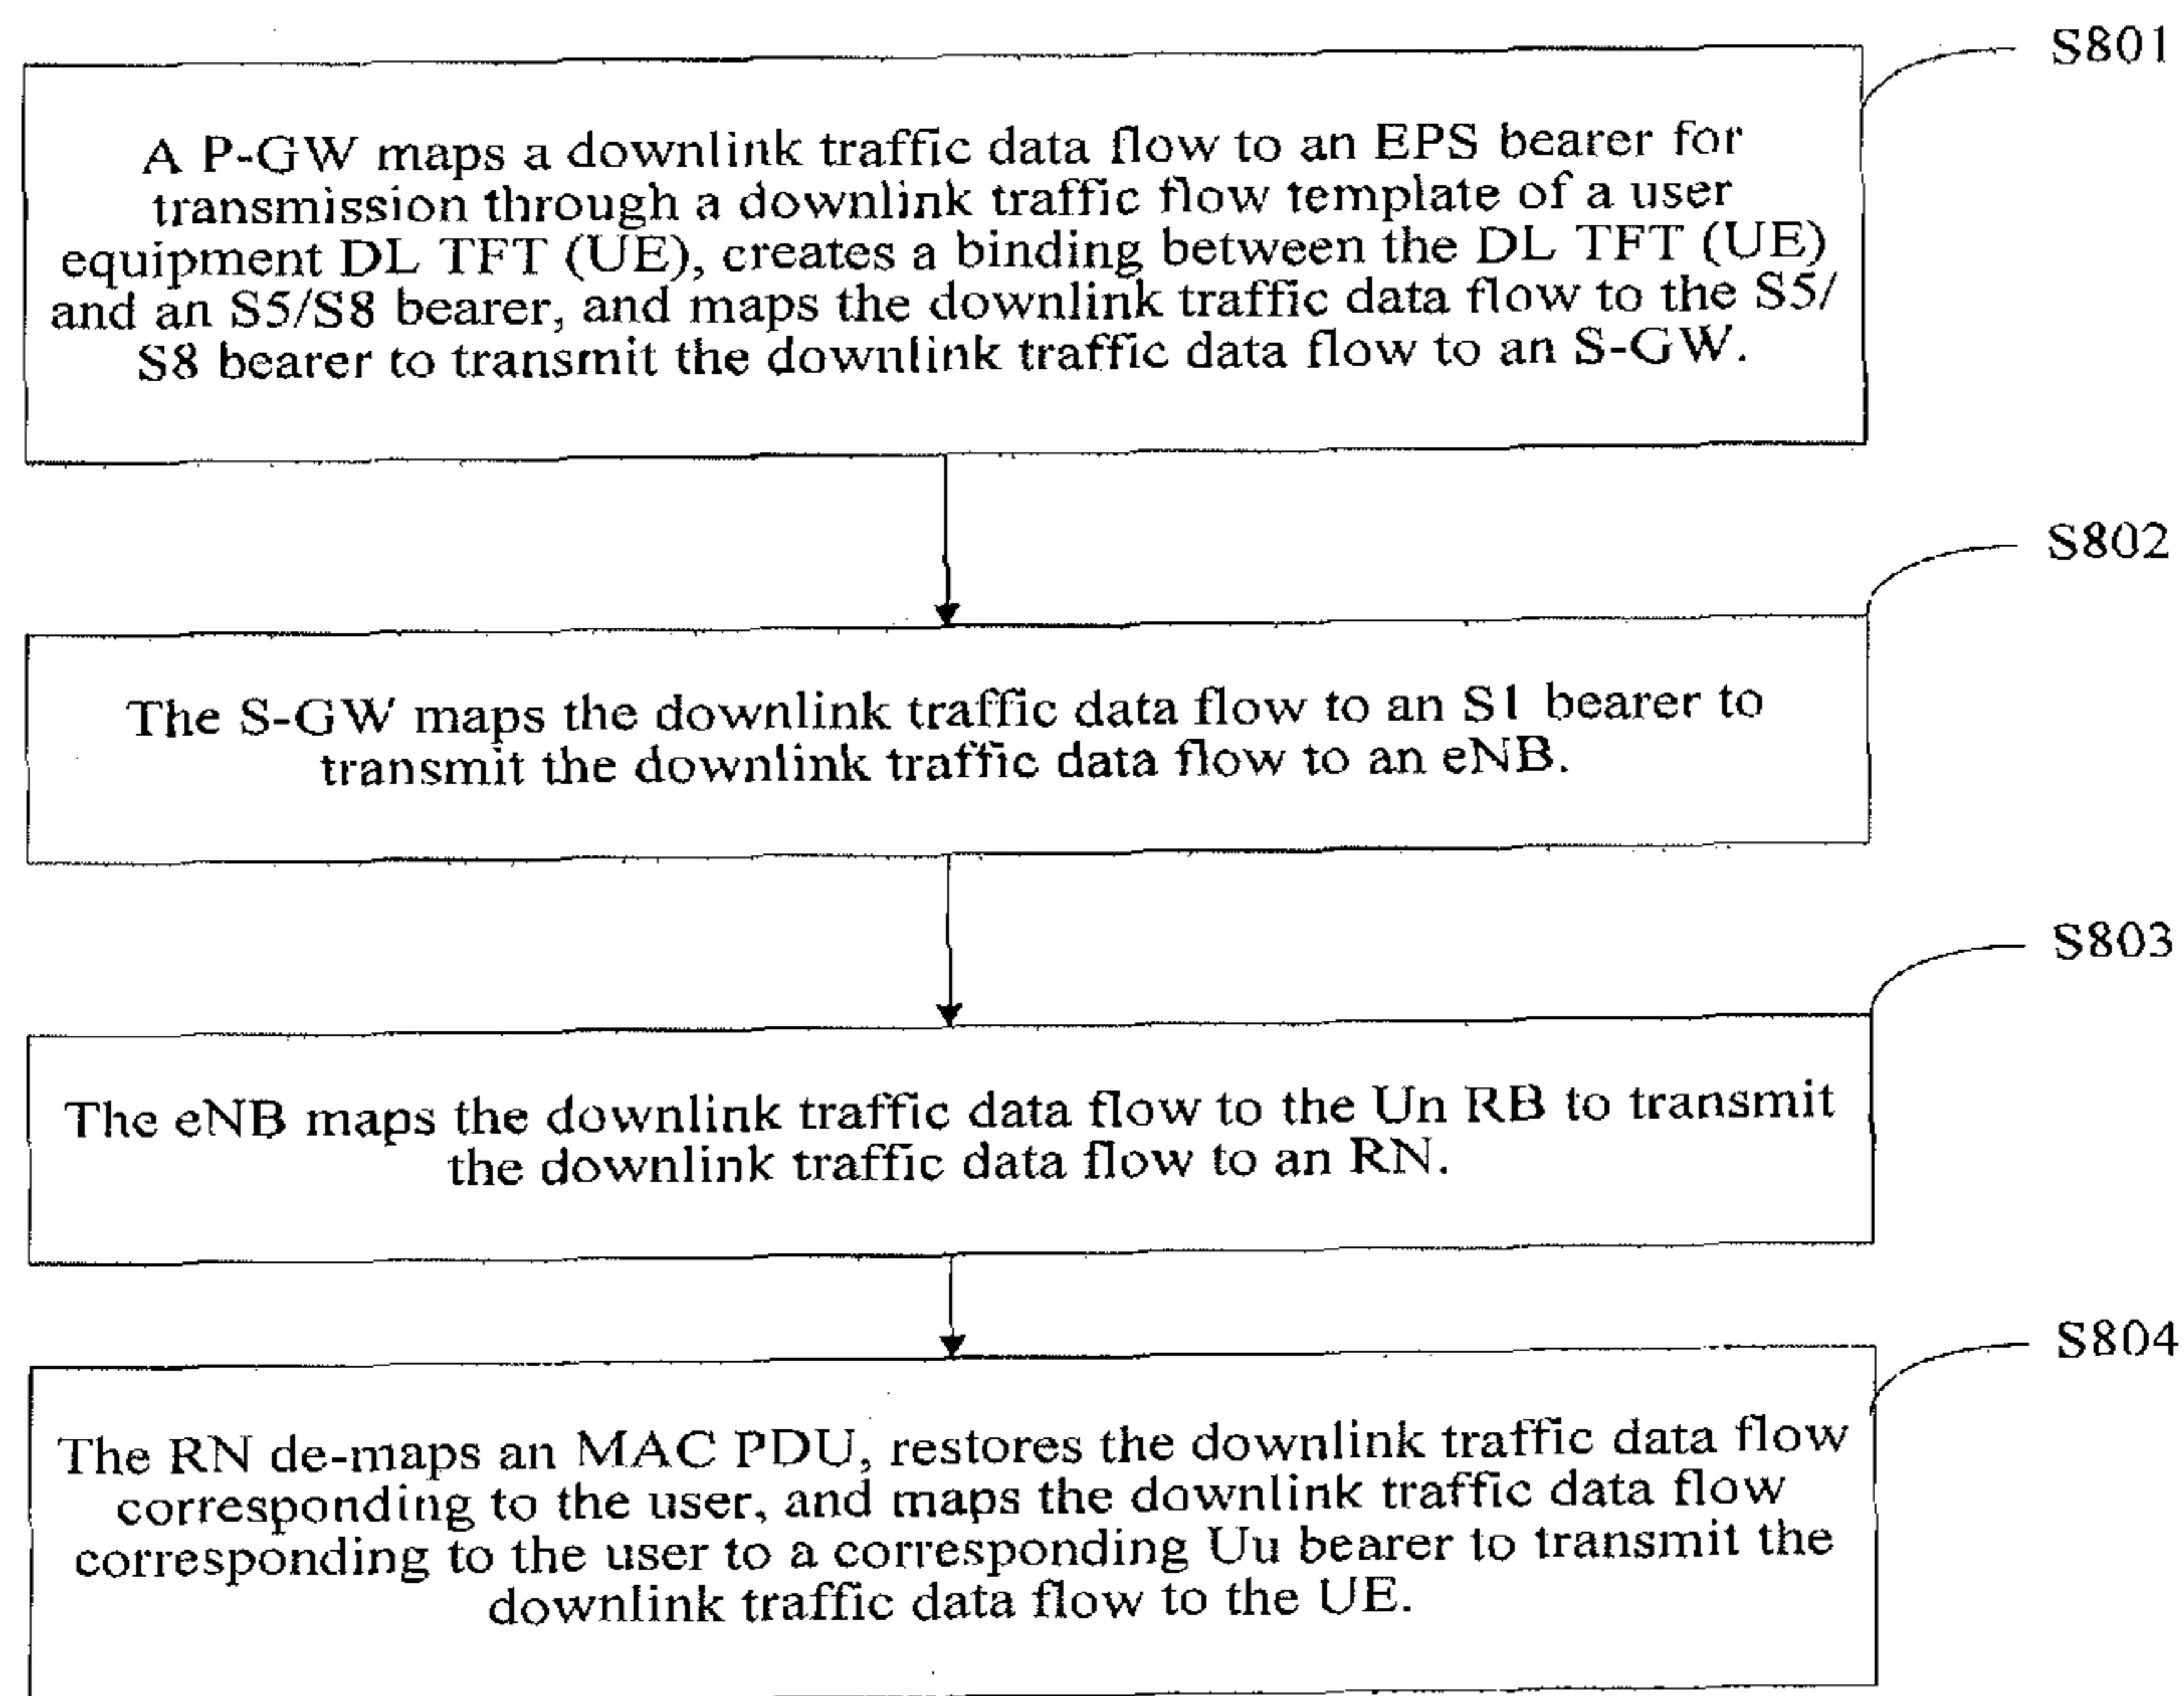 S801
A P-GW maps a downlink traffic data flow to an EPS bearer for
transmission through a downlink traffic flow template of a user
equipment DL TFT (UE), creates a binding between the DL TFT (UE)
and an S5/S8 bearer, and maps the downlink traffic data flow to the S5/
S8 bearer to transmit the downlink traffic data flow to an S-GW.
S802
The S-GW maps the downlink traffic data flow to an S1 bearer to
transmit the downlink traffic data flow to an eNB.
S803
The eNB maps the downlink traffic data flow to the Un RB to transmit
the downlink traffic data flow to an RN.
S804
The RN de-maps an MAC PDU, restores the downlink traffic data flow
corresponding to the user, and maps the downlink traffic data flow
corresponding to the user to a corresponding Uu bearer to transmit the
downlink traffic data flow to the UE.